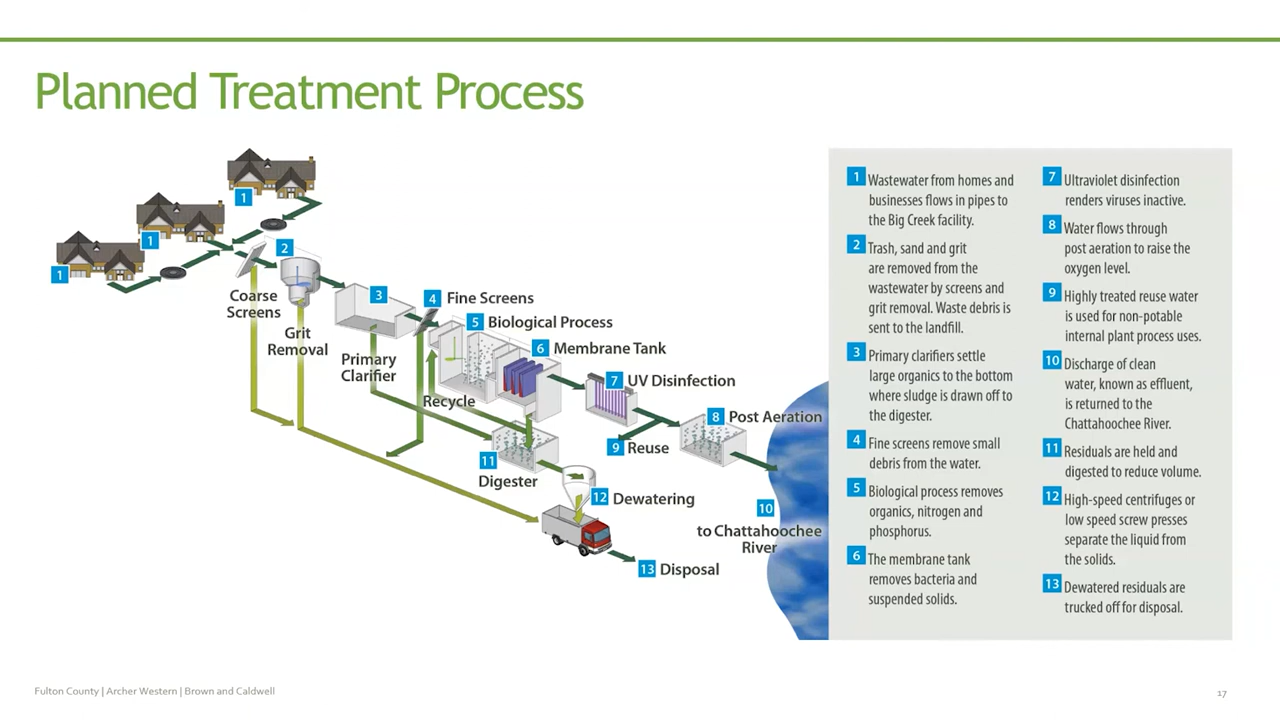 Planned Treatment Process
1
1
1
2
Coarse
Screens
Grit
Removal
3
Primary
Clarifier
4 Fine Screens
5 Biological Process
6 Membrane Tank
Recycle
7 UV Disinfection
8 Post Aeration
9 Reuse
11
Digester
12 Dewatering
10
to Chattahoochee
River
13 Disposal
1 Wastewater from homes and
businesses flows in pipes to
the Big Creek facility.
2 Trash, sand and grit
are removed from the
wastewater by screens and
grit removal. Waste debris is
sent to the landfill.
3 Primary clarifiers settle
large organics to the bottom
where sludge is drawn off to
the digester.
4 Fine screens remove small
debris from the water.
5 Biological process removes
organics, nitrogen and
phosphorus.
6 The membrane tank
removes bacteria and
suspended solids.
7 Ultraviolet disinfection
renders viruses inactive.
8 Water flows through
post aeration to raise the
oxygen level.
9 Highly treated reuse water
is used for non-potable
internal plant process uses.
10 Discharge of clean
water, known as effluent,
is returned to the
Chattahoochee River.
11 Residuals are held and
digested to reduce volume.
12 High-speed centrifuges or
low speed screw presses
separate the liquid from
the solids.
13 Dewatered residuals are
trucked off for disposal.
Fulton County | Archer Western | Brown and Caldwell
17